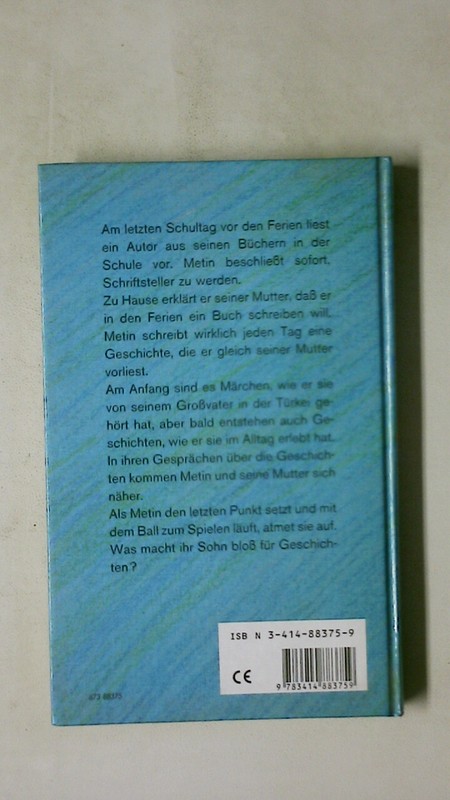 Am letzten Schultag vor den Ferien liest
ein Autor aus seinen Büchern in der
Schule vor. Metin beschließt sofort,
Schriftsteller zu werden.
Zu Hause erklärt er seiner Mutter, daß er
in den Ferien ein Buch schreiben will.
Metin schreibt wirklich jeden Tag eine
Geschichte, die er gleich seiner Mutter
vorliest.
Am Anfang sind es Märchen, wie er sie
von seinem Großvater in der Türkei ge-
hört hat, aber bald entstehen auch Ge-
schichten, wie er sie im Alltag erlebt hat.
In ihren Gesprächen über die Geschich-
ten kommen Metin und seine Mutter sich
näher.
Als Metin den letzten Punkt setzt und mit
dem Ball zum Spielen läuft, atmet sie auf.
Was macht ihr Sohn bloß für Geschich-
ten?
ISB N 3-414-88375-9
CE
9 783414 883759
673-88375